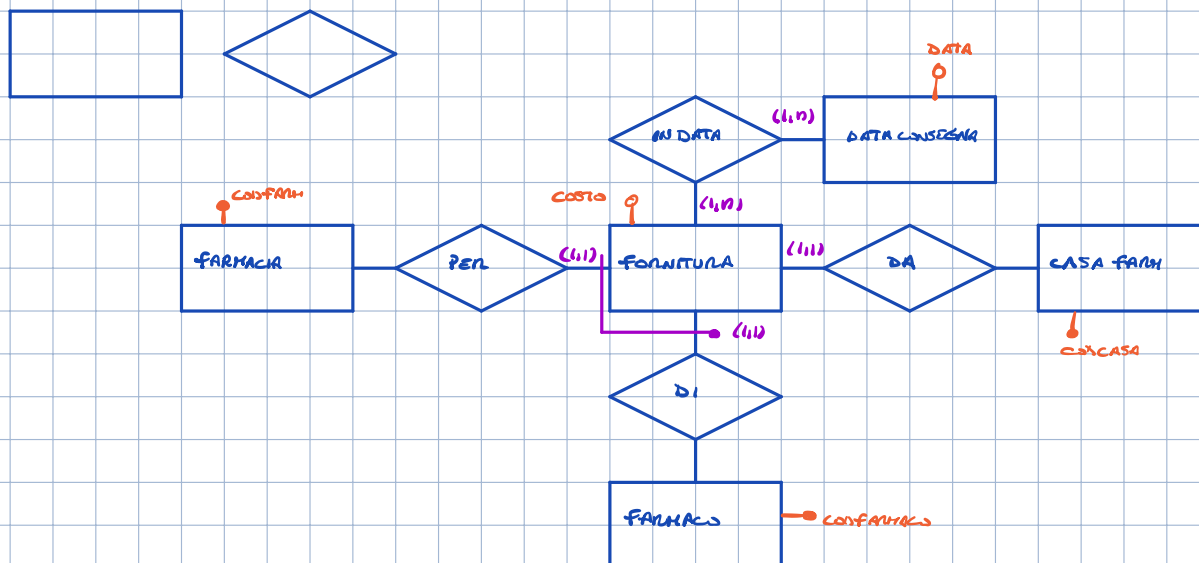 DATA
(1,n)
IN DATA
DATA CONSEGNA
CODFARM
COSTO
(1,n)
FARMACIA
PER
(1,1)
FORNITURA
(1,1)
DA
CASA FARM
(1,1)
CODCASA
DI
FARMACO
CODFARMACO